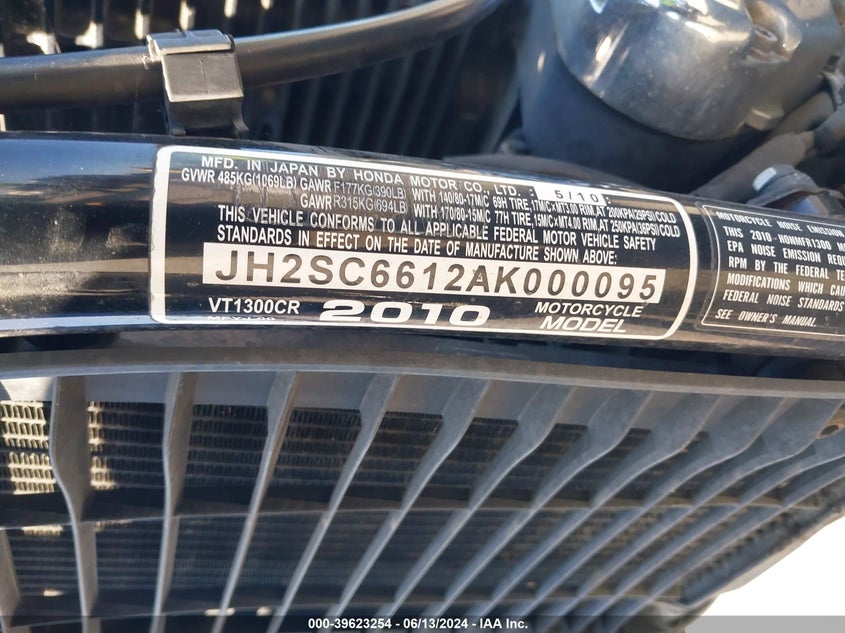 MFD. IN JAPAN BY HONDA MOTOR CO., LTD. 5/10
GVWR 485KG(1069LB) GAWR F177KG(390LB) WITH 140/80-17M/C 69H TIRE, 17M/C×MT3.00 RIM, AT 200KPA(29PSI)COLD
GAWR R315KG(694LB) WITH 170/80-15M/C 77H TIRE, 15M/C×MT4.00 RIM, AT 250KPA(36PSI)COLD
THIS VEHICLE CONFORMS TO ALL APPLICABLE FEDERAL MOTOR VEHICLE SAFETY
STANDARDS IN EFFECT ON THE DATE OF MANUFACTURE SHOWN ABOVE:
JH2SC6612AK000095
VT1300CR 2010 MOTORCYCLE
MODEL
MOTORCYCLE NOISE EMISSION
THIS 2010
EPA NOISE EMISSION REQU
RPM BY THE FEDERAL TE
MODIFICATIONS WHICH
FEDERAL NOISE STANDARDS
SEE OWNER'S MANUAL.
000-39623254 - 06/13/2024 - IAA Inc.